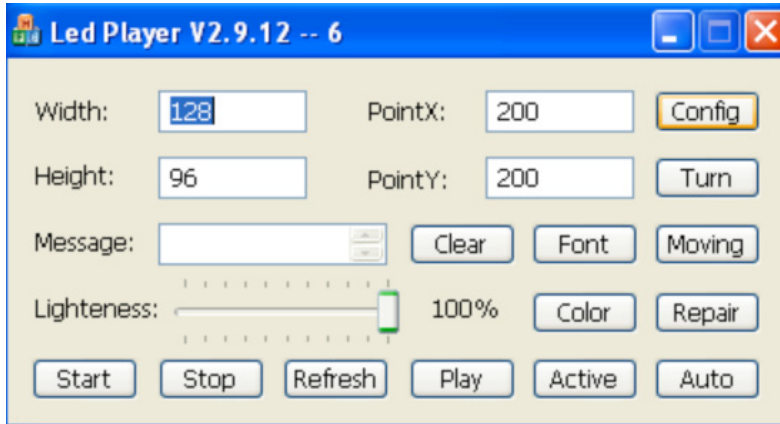 Led Player V2.9.12 -- 6
Width: 128 PointX: 200 Config
Height: 96 PointY: 200 Turn
Message: Clear Font Moving
Lighteness: 100% Color Repair
Start Stop Refresh Play Active Auto